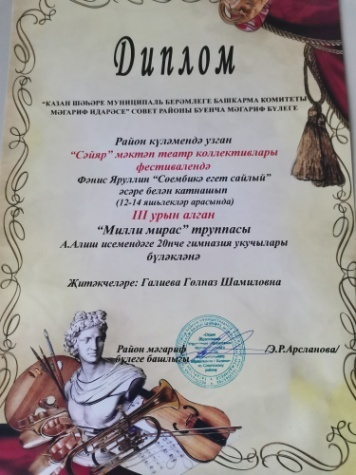 Диплом
"КАЗАН ШӘҺӘРЕ МУНИЦИПАЛЬ БЕРӘМЛЕГЕ БАШКАРМА КОМИТЕТЫ
МӘГАРИФ ИДАРӘСЕ" СОВЕТ РАЙОНЫ БУЕНЧА МӘГАРИФ БҮЛЕГЕ
Район күләмендә узган
"Сәйяр" мәктәп театр коллективлары
фестивалендә
Фәнис Яруллин "Сөембикә егет сайлый"
әсәре белән катнашып
(12-14 яшьлекләр арасында)
III урын алган
"Милли мирас" труппасы
А.Алиш исемендәге 20нче гимназия укучылары
бүләкләнә
Җитәкчеләре: Галиева Гөлназ Шамиловна
Район мәгариф
бүлеге башлыгы
/Э.Р.Арсланова/